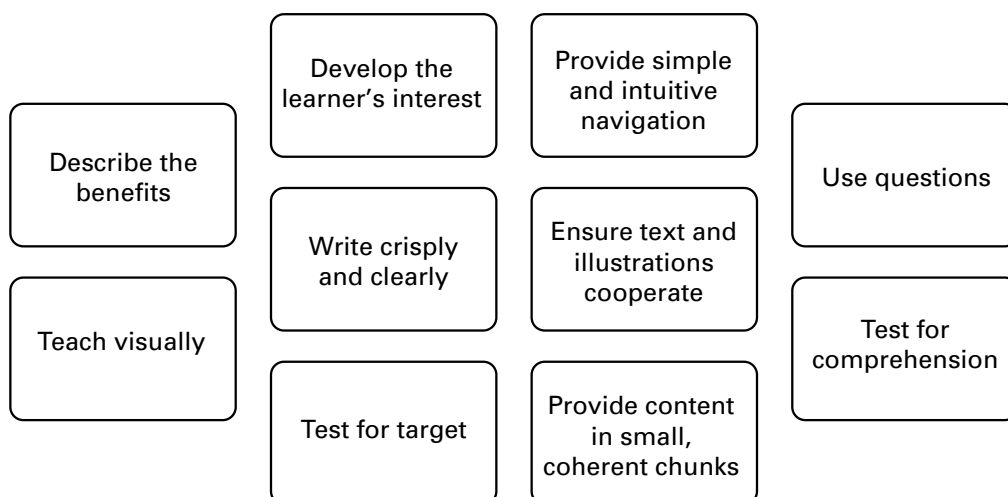 Describe the
benefits
Teach visually
Develop the
learner’s interest
Write crisply
and clearly
Test for target
Provide simple
and intuitive
navigation
Ensure text and
illustrations
cooperate
Provide content
in small,
coherent chunks
Use questions
Test for
comprehension